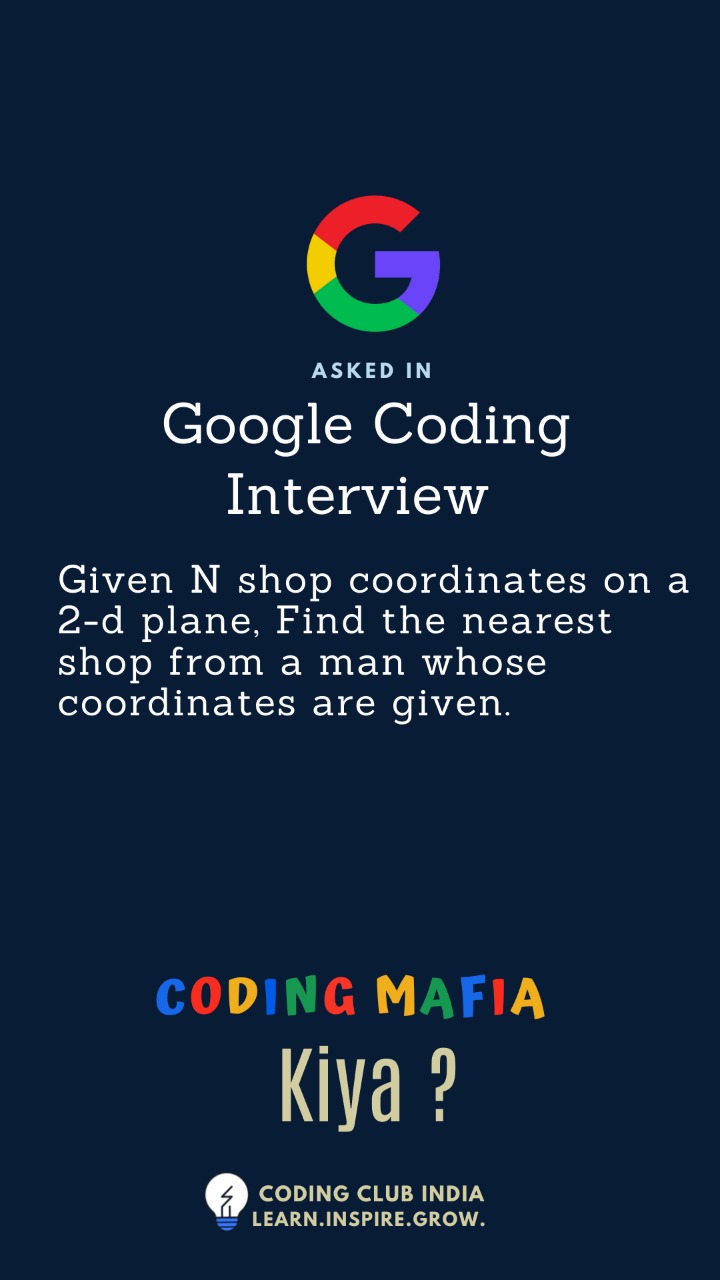 ASKED IN
Google Coding
Interview
Given N shop coordinates on a
2-d plane, Find the nearest
shop from a man whose
coordinates are given.
CODING MAFIA
Kiya ?
CODING CLUB INDIA
LEARN.INSPIRE.GROW.